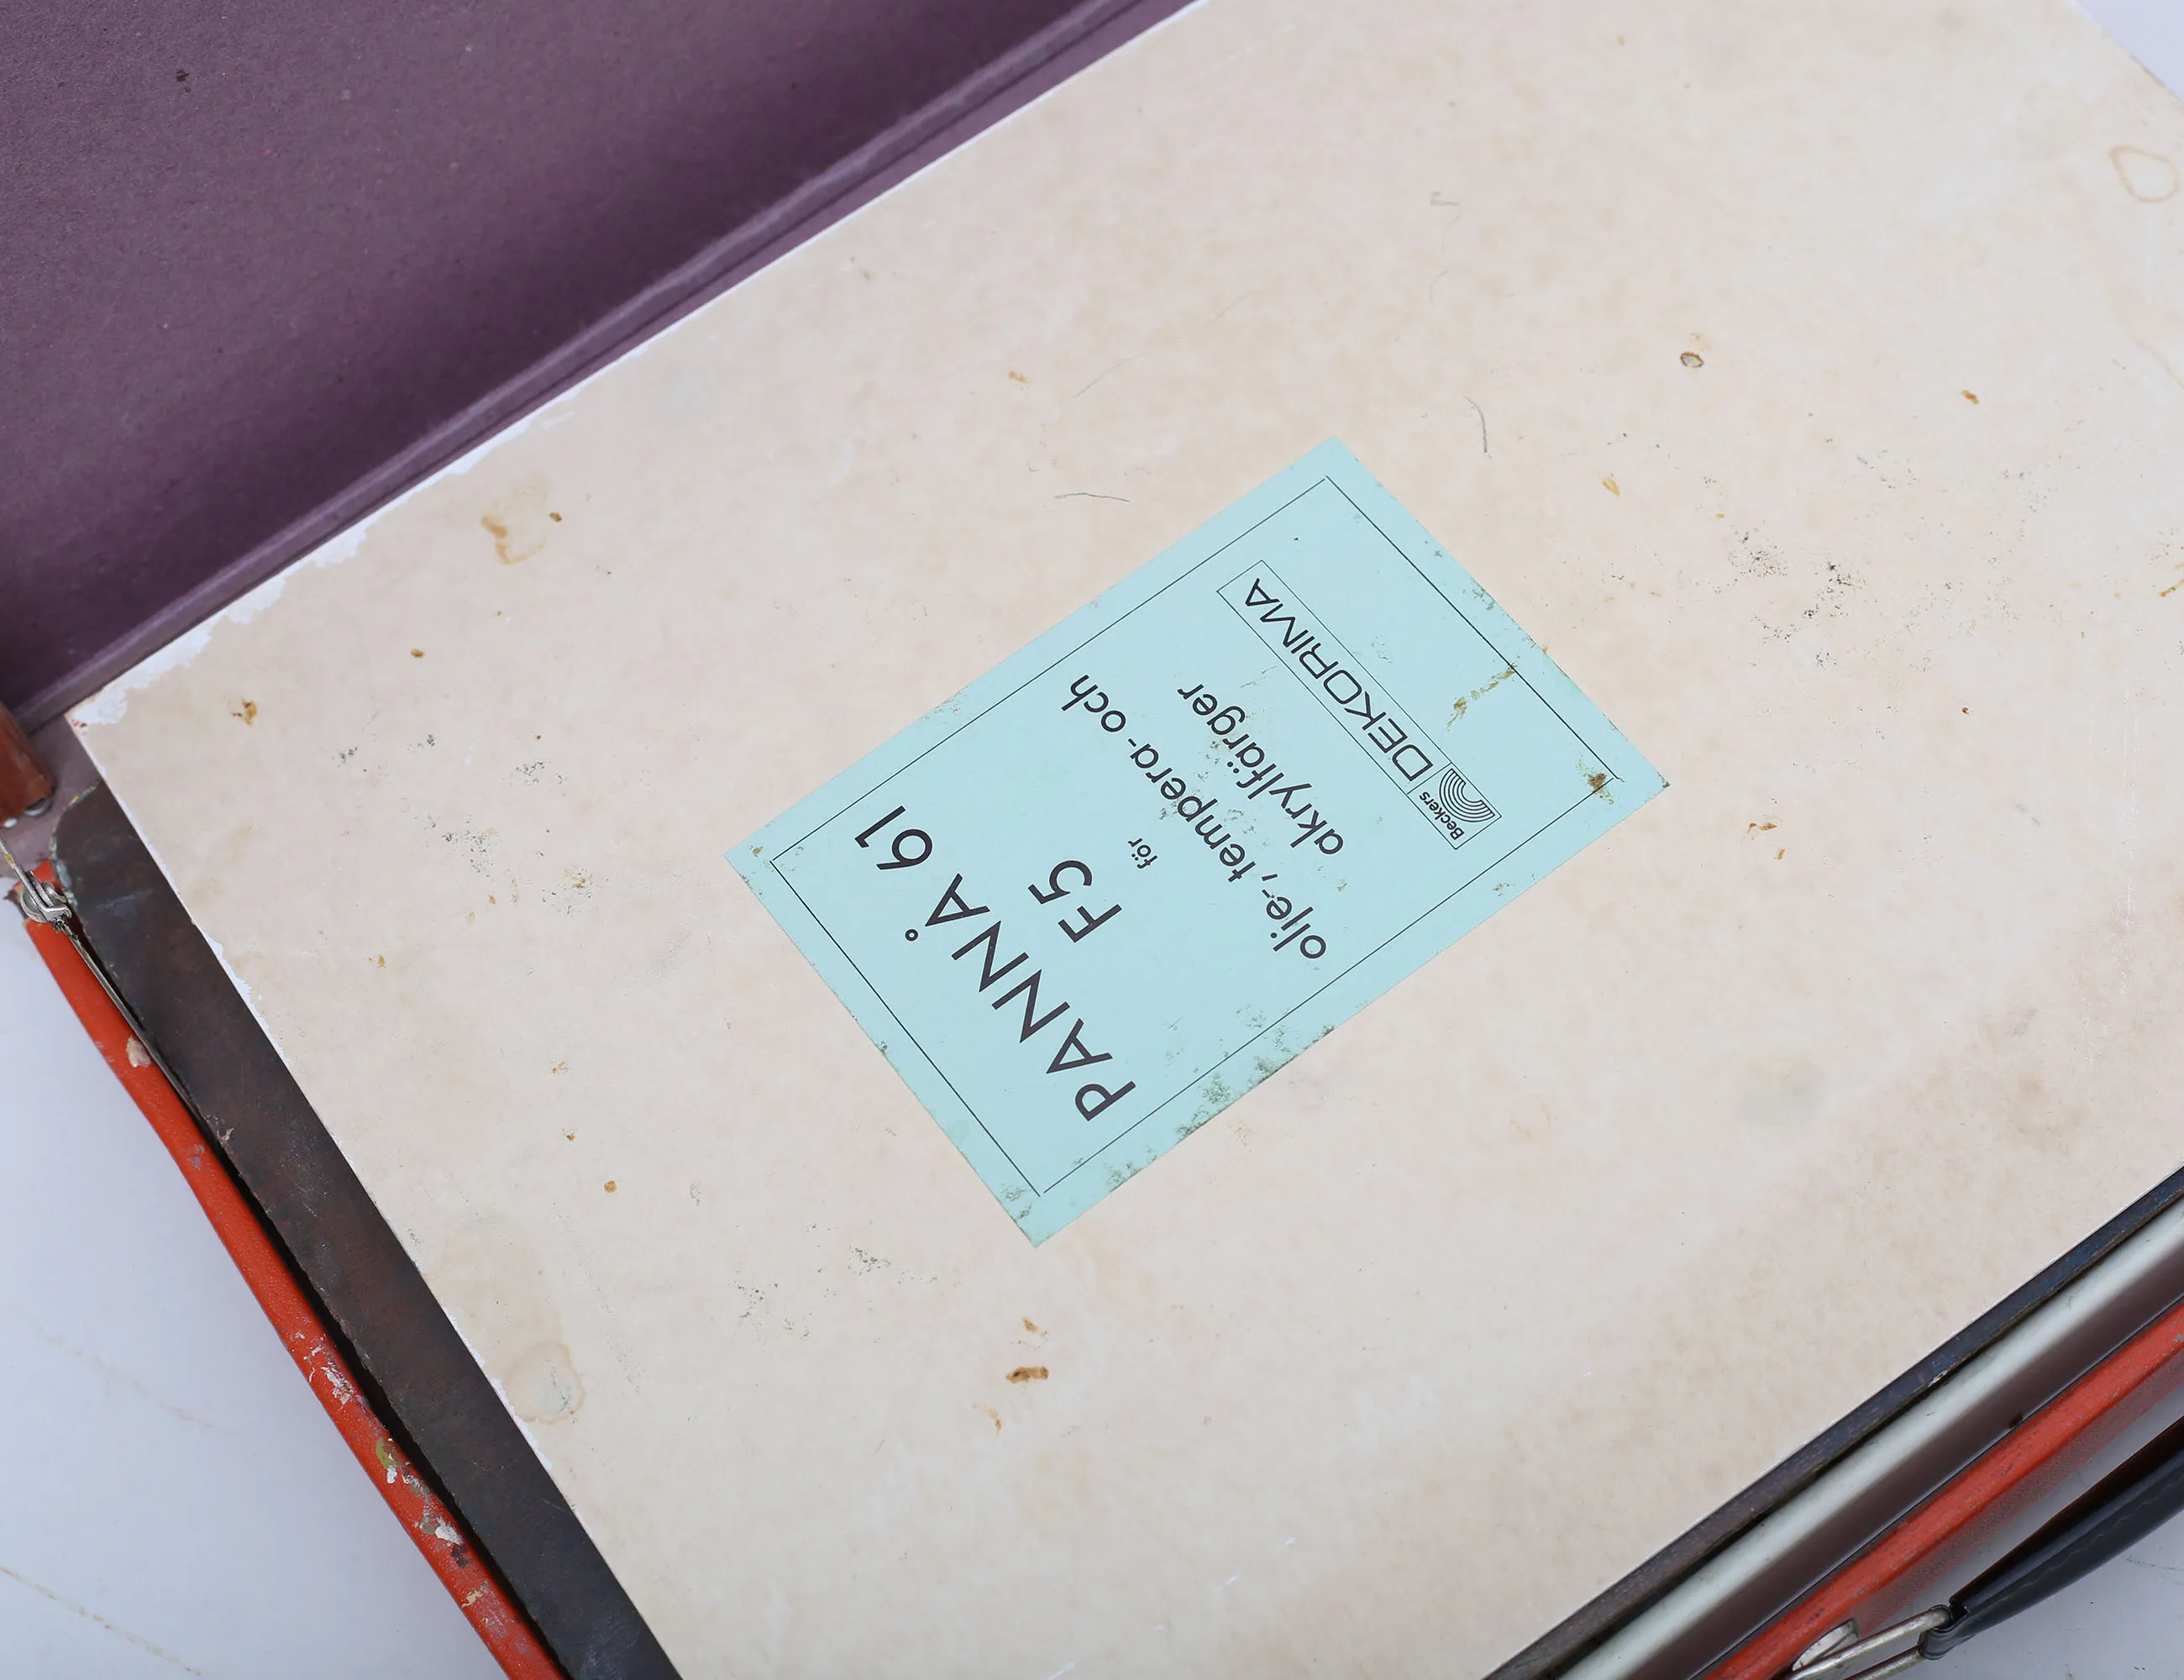 PANNÅ 61
F5
för
olje-, tempera- och
akrylfärger
Beckers DEKORIMA